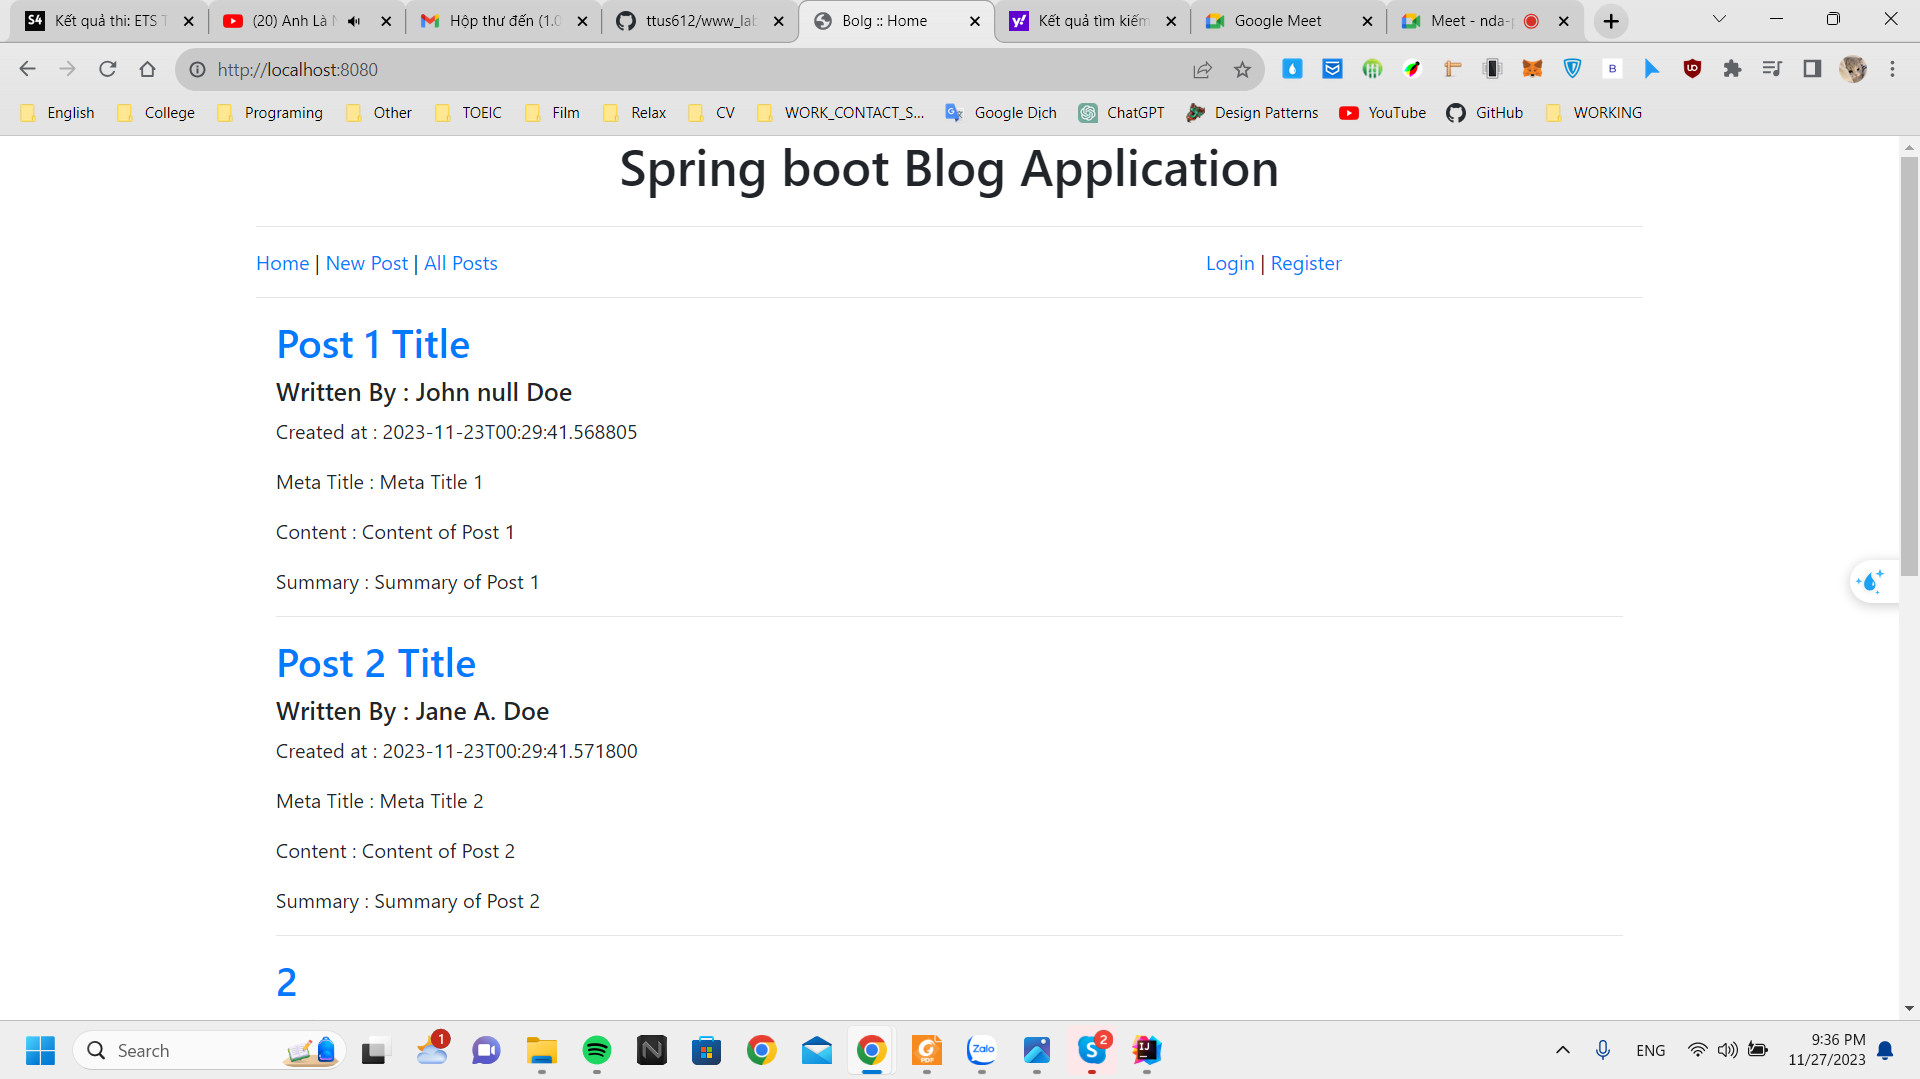 Kết quả thi: ETS T
(20) Anh Là
Hộp thư đến (1.0
ttus612/www_lab
Bolg :: Home
Kết quả tìm kiếm
Google Meet
Meet - nda-p
http://localhost:8080
English
College
Programing
Other
TOEIC
Film
Relax
CV
WORK_CONTACT_S...
Google Dịch
ChatGPT
Design Patterns
YouTube
GitHub
WORKING
Spring boot Blog Application
Home | New Post | All Posts
Login | Register
Post 1 Title
Written By : John null Doe
Created at : 2023-11-23T00:29:41.568805
Meta Title : Meta Title 1
Content : Content of Post 1
Summary : Summary of Post 1
Post 2 Title
Written By : Jane A. Doe
Created at : 2023-11-23T00:29:41.571800
Meta Title : Meta Title 2
Content : Content of Post 2
Summary : Summary of Post 2
2
Search
1
Zalo
2
ENG
9:36 PM
11/27/2023